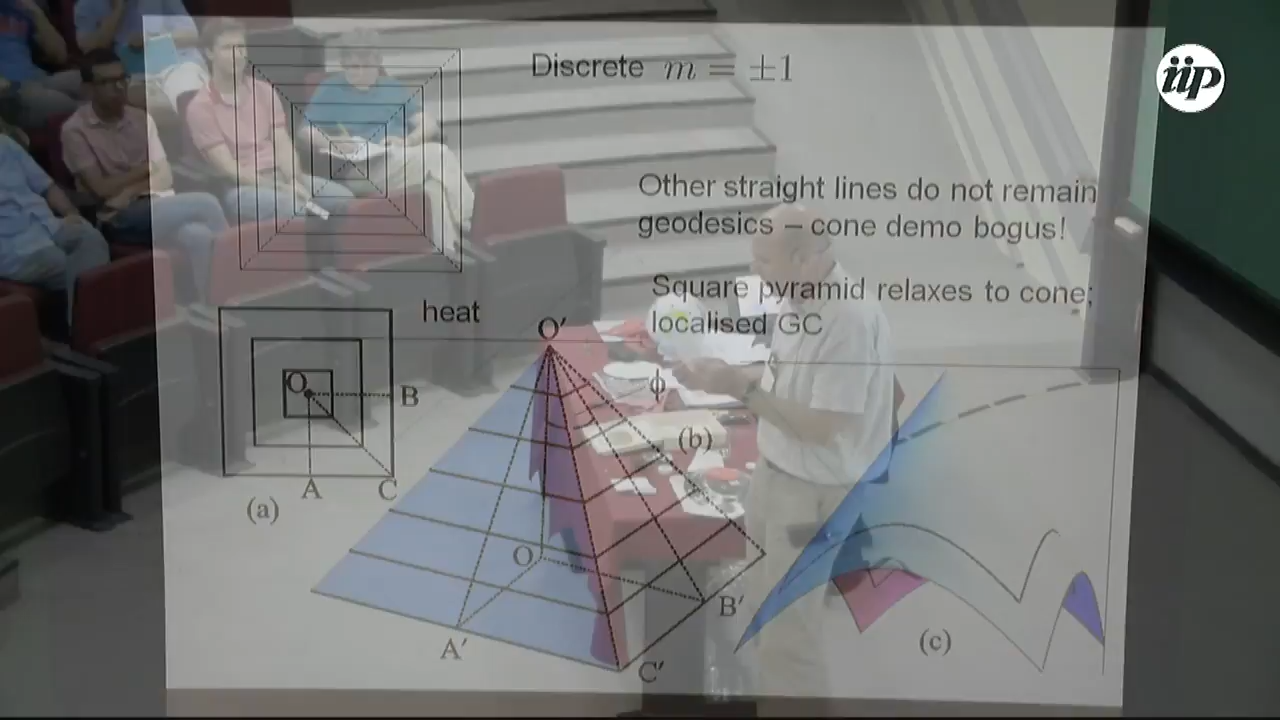 iip
Discrete m = ±1
Other straight lines do not remain
geodesics – cone demo bogus!
Square pyramid relaxes to cone;
localised GC
heat
O
B
A
C
(a)
O'
ϕ
(b)
O
A'
B'
C'
(c)